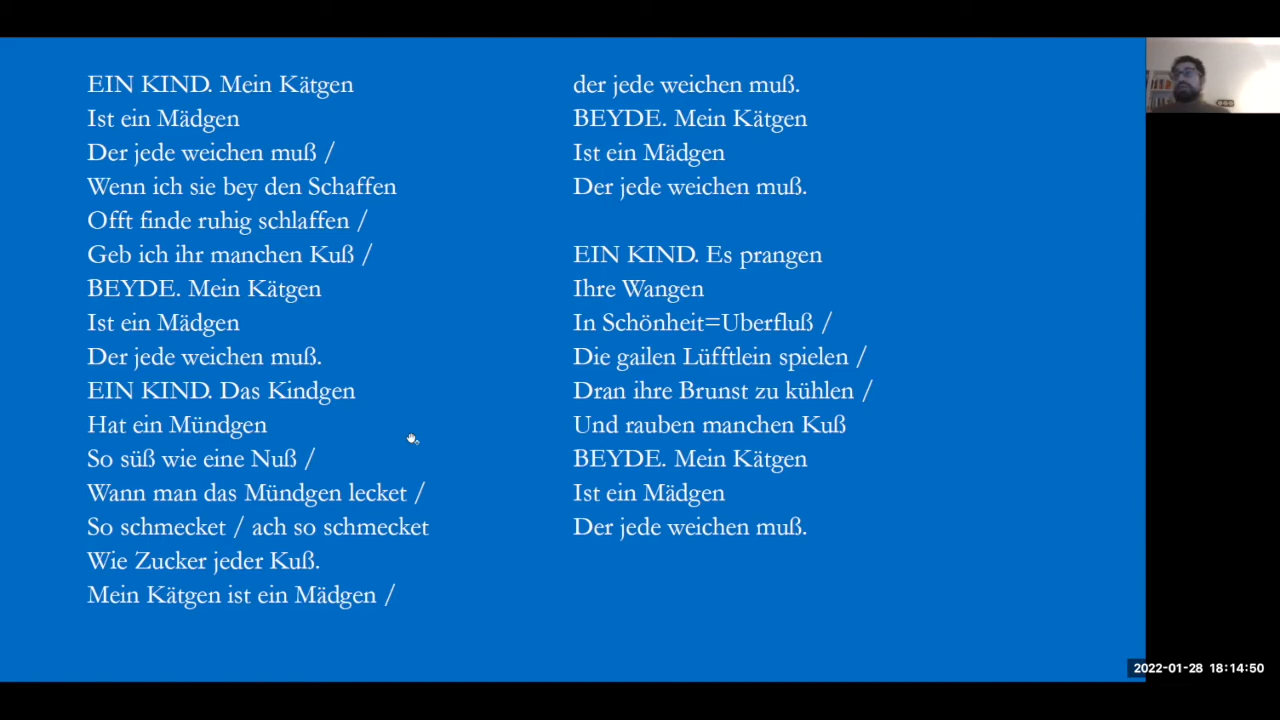 EIN KIND. Mein Kätgen
Ist ein Mädgen
Der jede weichen muß /
Wenn ich sie bey den Schaffen
Offt finde ruhig schlaffen /
Geb ich ihr manchen Kuß /
BEYDE. Mein Kätgen
Ist ein Mädgen
Der jede weichen muß.
EIN KIND. Das Kindgen
Hat ein Mündgen
So süß wie eine Nuß /
Wann man das Mündgen lecket /
So schmecket / ach so schmecket
Wie Zucker jeder Kuß.
Mein Kätgen ist ein Mädgen /
der jede weichen muß.
BEYDE. Mein Kätgen
Ist ein Mädgen
Der jede weichen muß.
EIN KIND. Es prangen
Ihre Wangen
In Schönheit=Uberfluß /
Die gailen Lüfftlein spielen /
Dran ihre Brunst zu kühlen /
Und rauben manchen Kuß
BEYDE. Mein Kätgen
Ist ein Mädgen
Der jede weichen muß.
2022-01-28 18:14:50